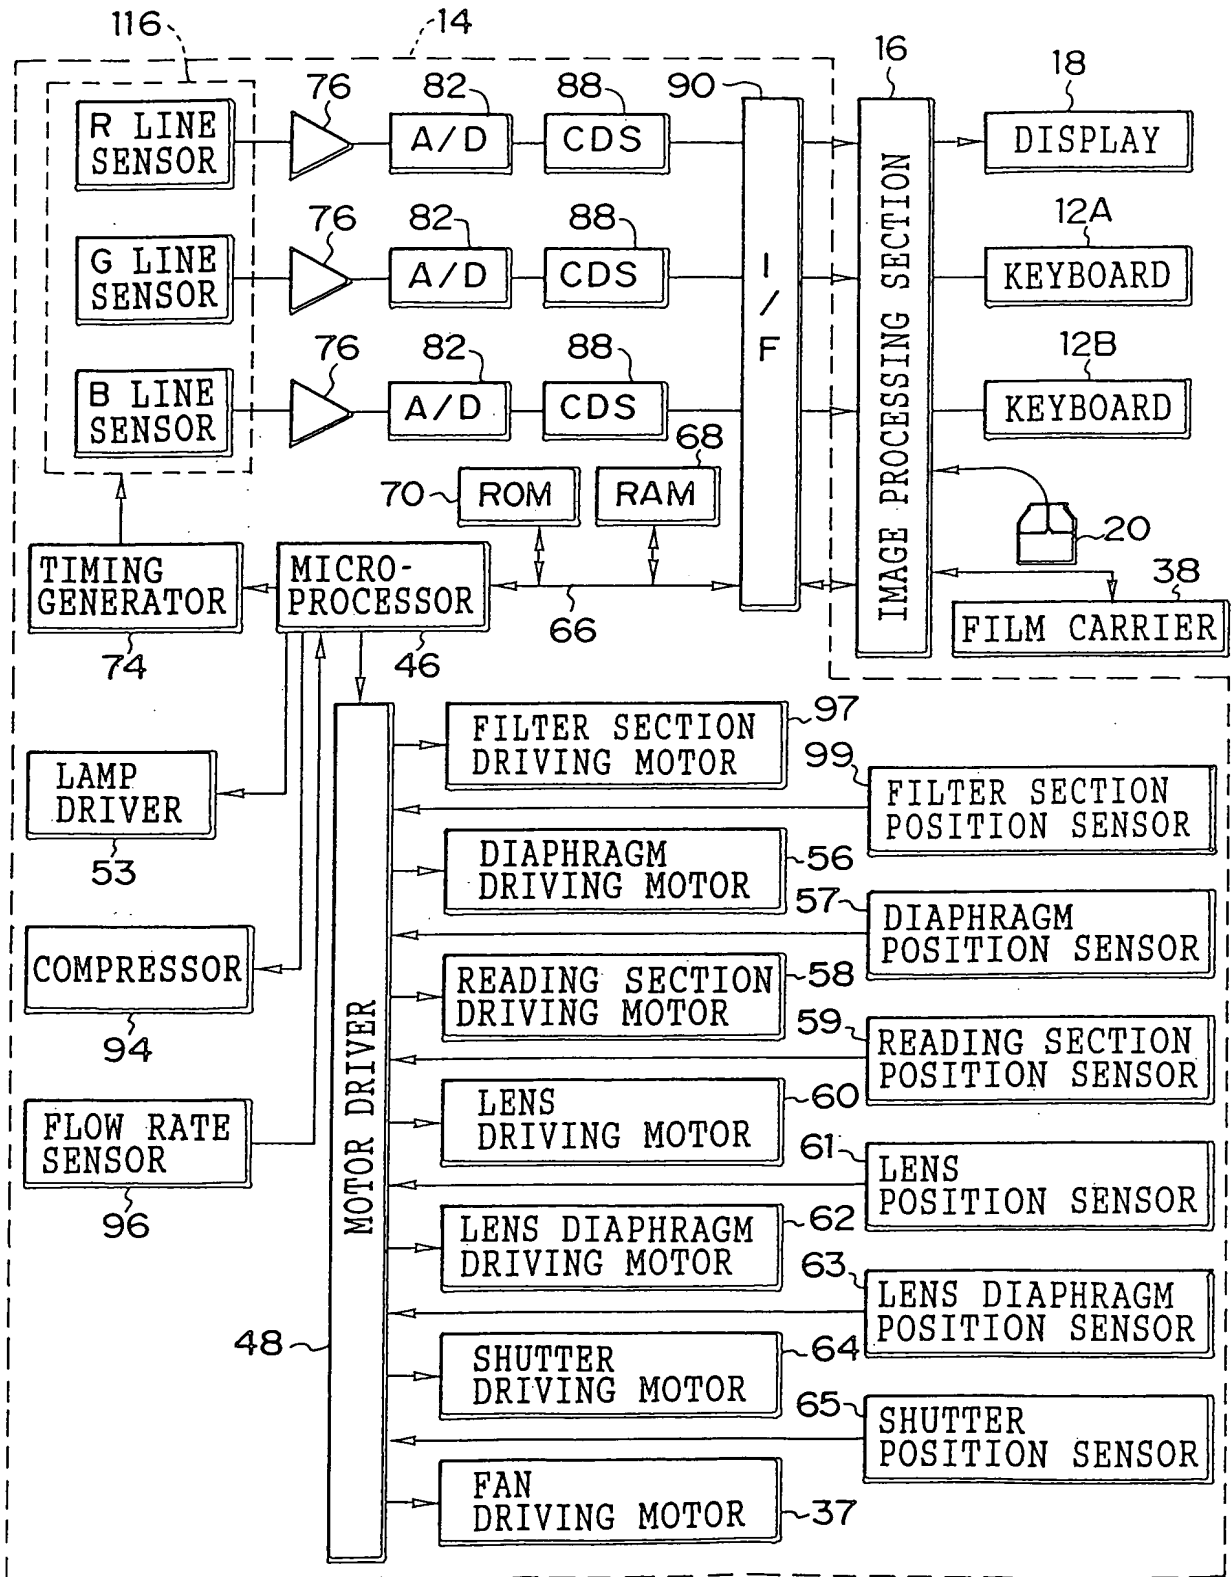 116
14
16
18
R LINE
SENSOR
76
82
A/D
88
CDS
90
DISPLAY
G LINE
SENSOR
76
82
A/D
88
CDS
12A
KEYBOARD
B LINE
SENSOR
76
82
A/D
88
CDS
12B
KEYBOARD
I/F
IMAGE PROCESSING SECTION
70
ROM
68
RAM
20
38
FILM CARRIER
TIMING
GENERATOR
74
MICRO-
PROCESSOR
46
66
LAMP
DRIVER
53
COMPRESSOR
94
FLOW RATE
SENSOR
96
MOTOR DRIVER
48
FILTER SECTION
DRIVING MOTOR
97
99
FILTER SECTION
POSITION SENSOR
DIAPHRAGM
DRIVING MOTOR
56
57
DIAPHRAGM
POSITION SENSOR
READING SECTION
DRIVING MOTOR
58
59
READING SECTION
POSITION SENSOR
LENS
DRIVING MOTOR
60
61
LENS
POSITION SENSOR
LENS DIAPHRAGM
DRIVING MOTOR
62
63
LENS DIAPHRAGM
POSITION SENSOR
SHUTTER
DRIVING MOTOR
64
65
SHUTTER
POSITION SENSOR
FAN
DRIVING MOTOR
37